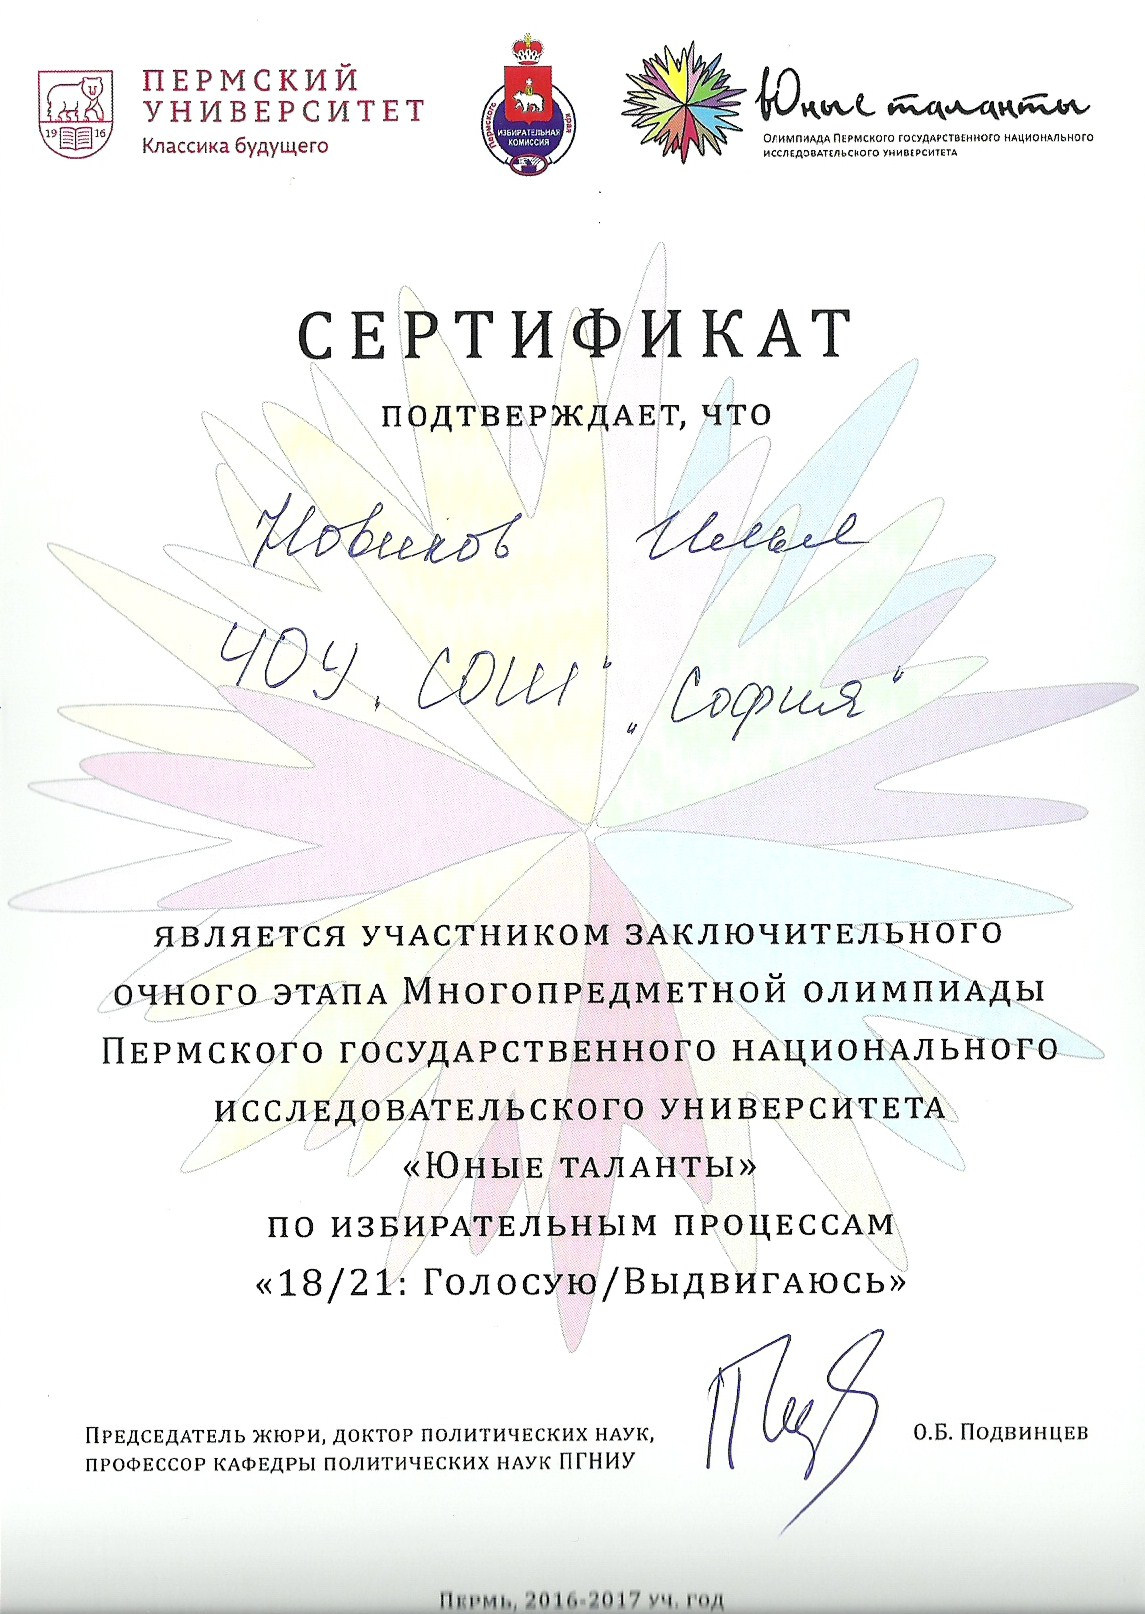 ПЕРМСКИЙ
УНИВЕРСИТЕТ
Классика будущего
19 16
Пермского края
ИЗБИРАТЕЛЬНАЯ
КОМИССИЯ
Юные таланты
Олимпиада Пермского государственного национального
исследовательского университета
СЕРТИФИКАТ
ПОДТВЕРЖДАЕТ, ЧТО
Новиков Илья
ЧОУ „СОШ" „София"
ЯВЛЯЕТСЯ УЧАСТНИКОМ ЗАКЛЮЧИТЕЛЬНОГО
ОЧНОГО ЭТАПА МНОГОПРЕДМЕТНОЙ ОЛИМПИАДЫ
ПЕРМСКОГО ГОСУДАРСТВЕННОГО НАЦИОНАЛЬНОГО
ИССЛЕДОВАТЕЛЬСКОГО УНИВЕРСИТЕТА
«ЮНЫЕ ТАЛАНТЫ»
ПО ИЗБИРАТЕЛЬНЫМ ПРОЦЕССАМ
«18/21: ГОЛОСУЮ/ВЫДВИГАЮСЬ»
ПРЕДСЕДАТЕЛЬ ЖЮРИ, ДОКТОР ПОЛИТИЧЕСКИХ НАУК,
ПРОФЕССОР КАФЕДРЫ ПОЛИТИЧЕСКИХ НАУК ПГНИУ
О.Б. ПОДВИНЦЕВ
ПЕРМЬ, 2016-2017 УЧ. ГОД